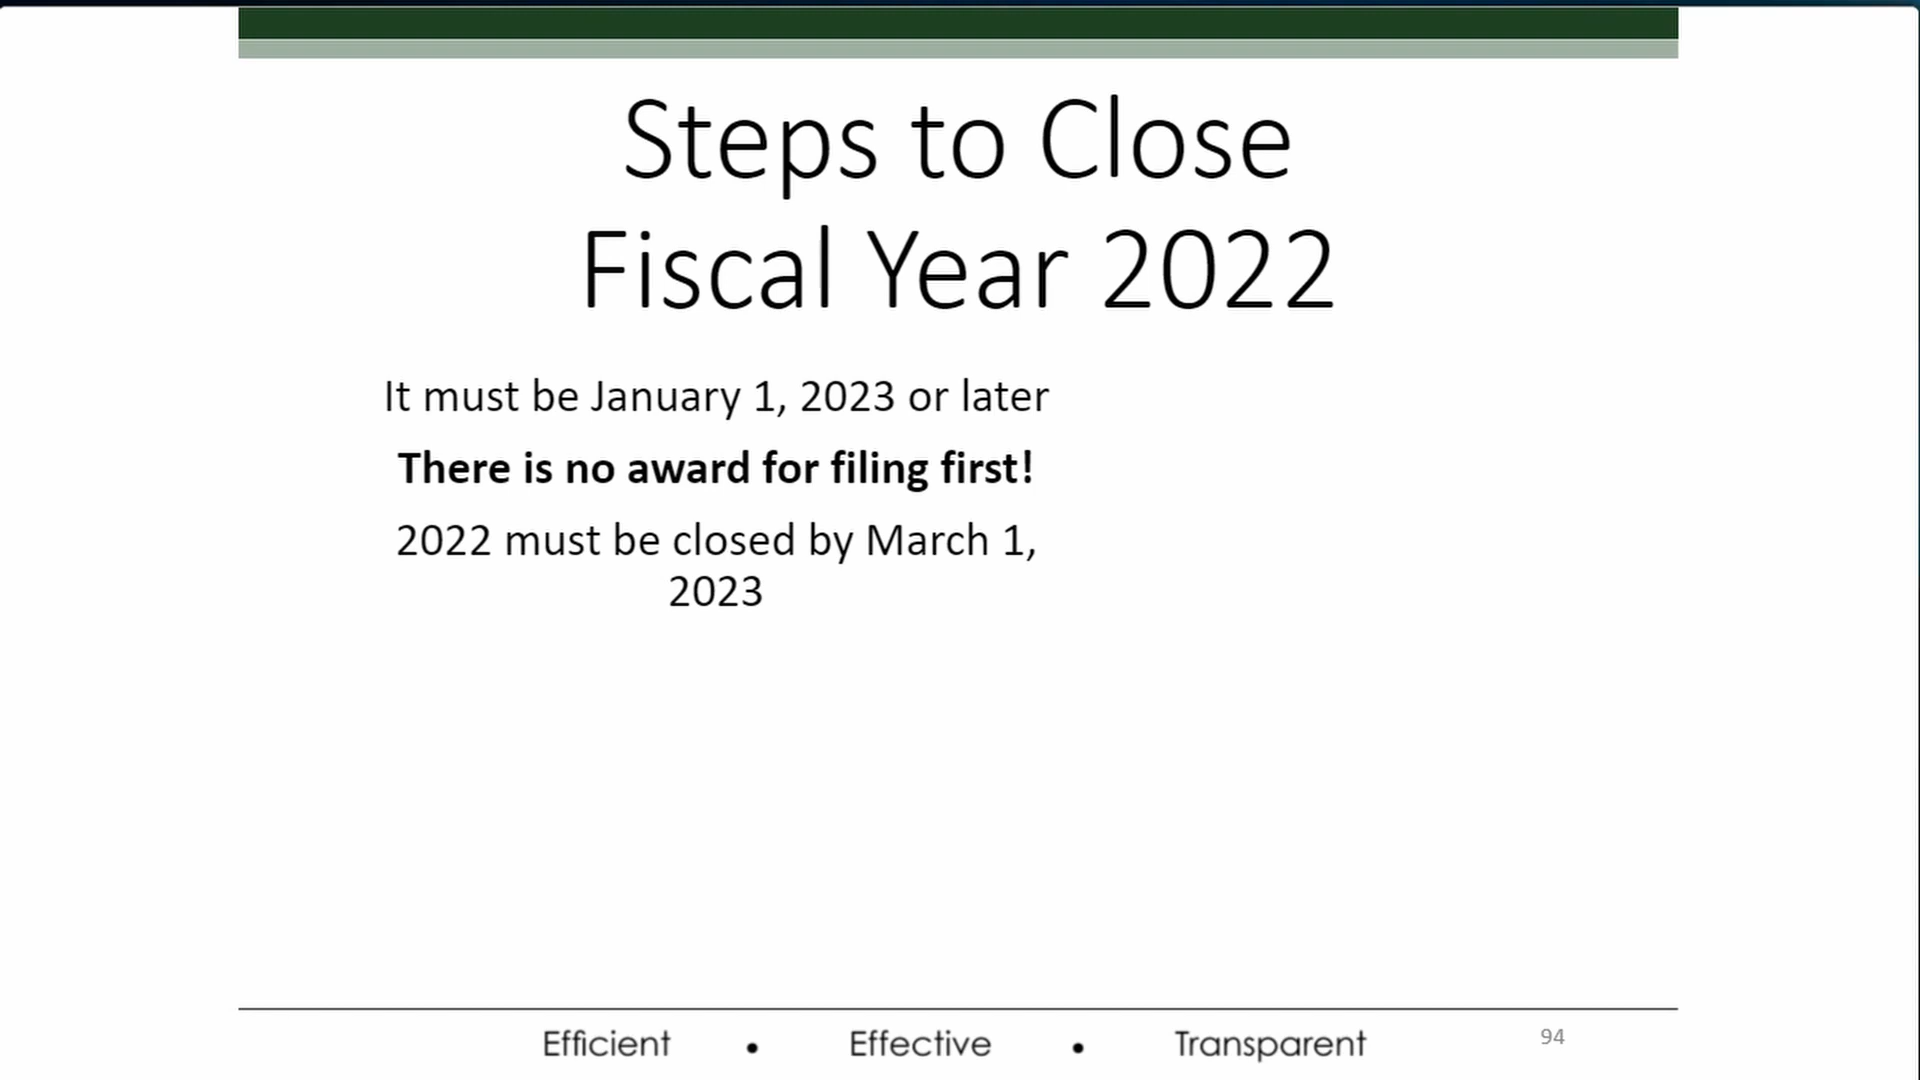 Steps to Close
Fiscal Year 2022
It must be January 1, 2023 or later
There is no award for filing first!
2022 must be closed by March 1,
2023
Efficient • Effective • Transparent 94